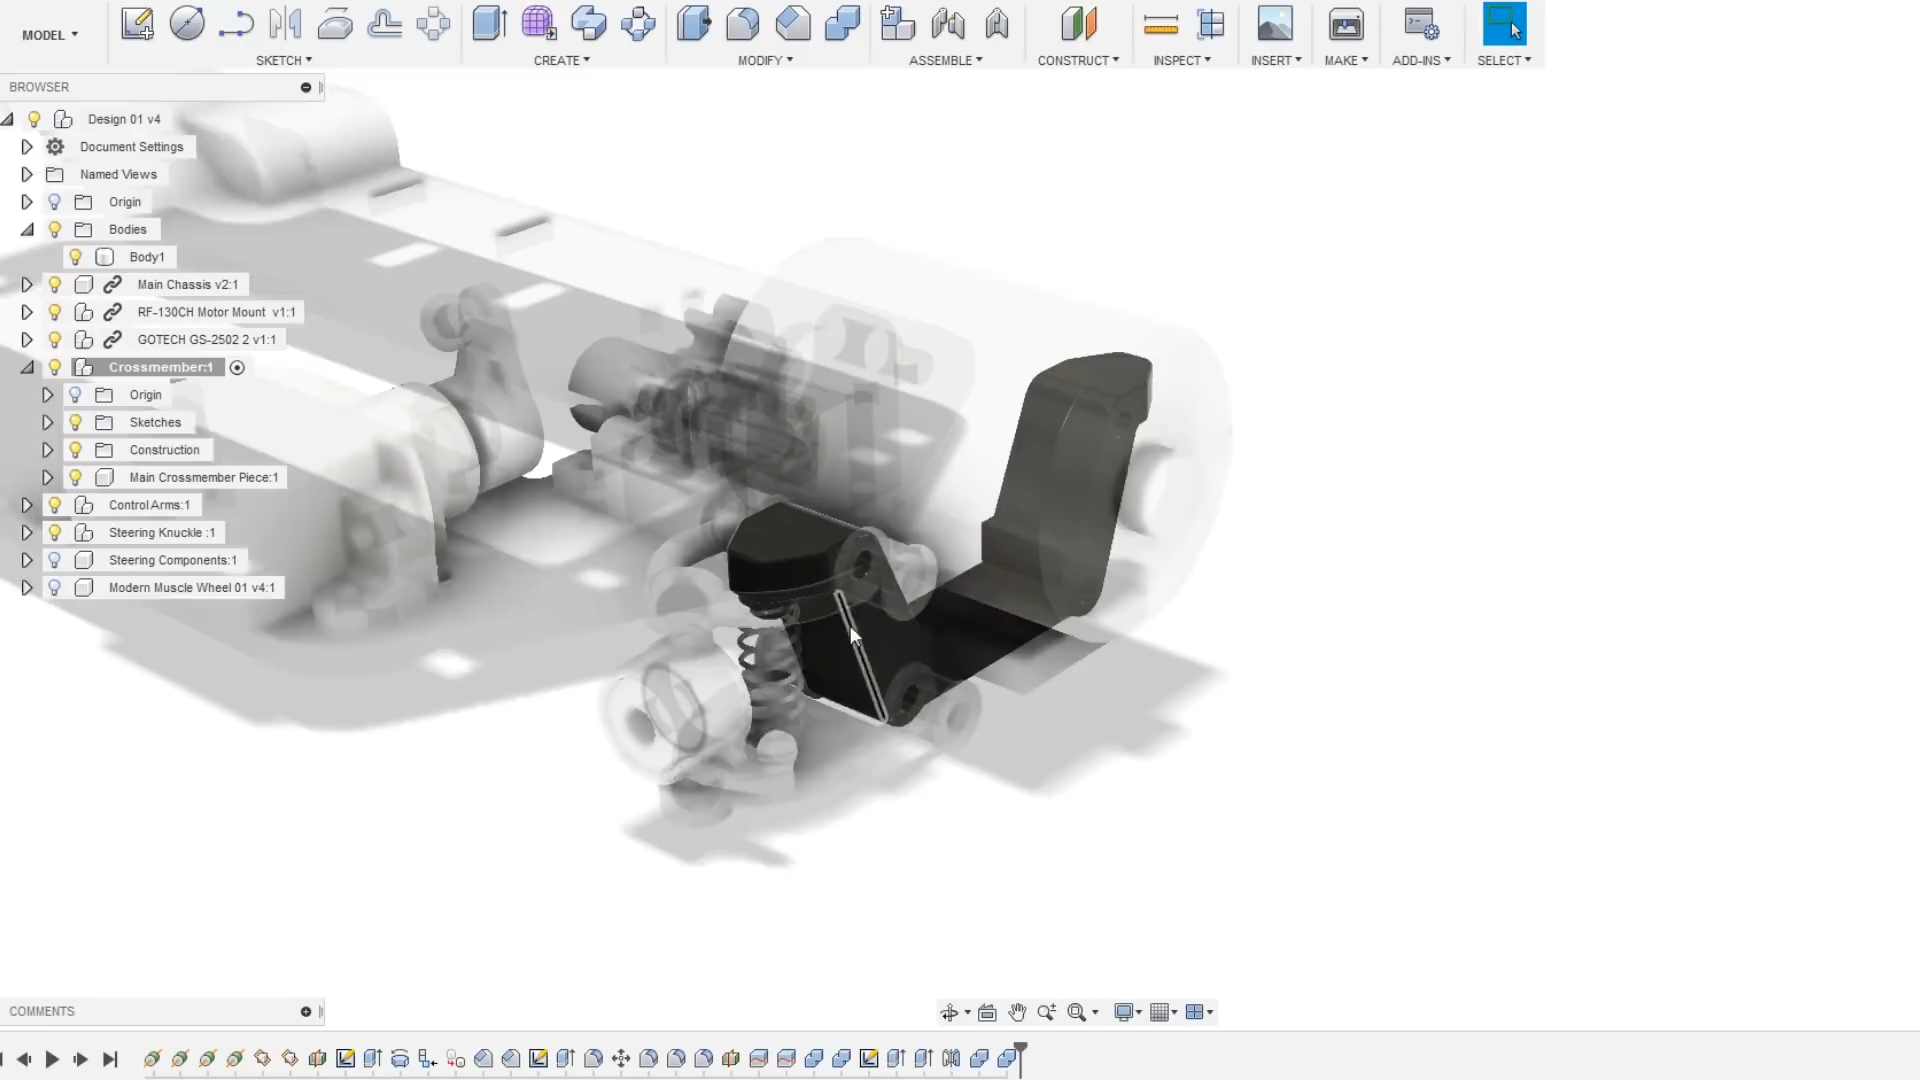 MODEL
SKETCH
CREATE
MODIFY
ASSEMBLE
CONSTRUCT
INSPECT
INSERT
MAKE
ADD-INS
SELECT
BROWSER
Design 01 v4
Document Settings
Named Views
Origin
Bodies
Body1
Main Chassis v2:1
RF-130CH Motor Mount v1:1
GOTECH GS-2502 2 v1:1
Crossmember:1
Origin
Sketches
Construction
Main Crossmember Piece:1
Control Arms:1
Steering Knuckle :1
Steering Components:1
Modern Muscle Wheel 01 v4:1
COMMENTS